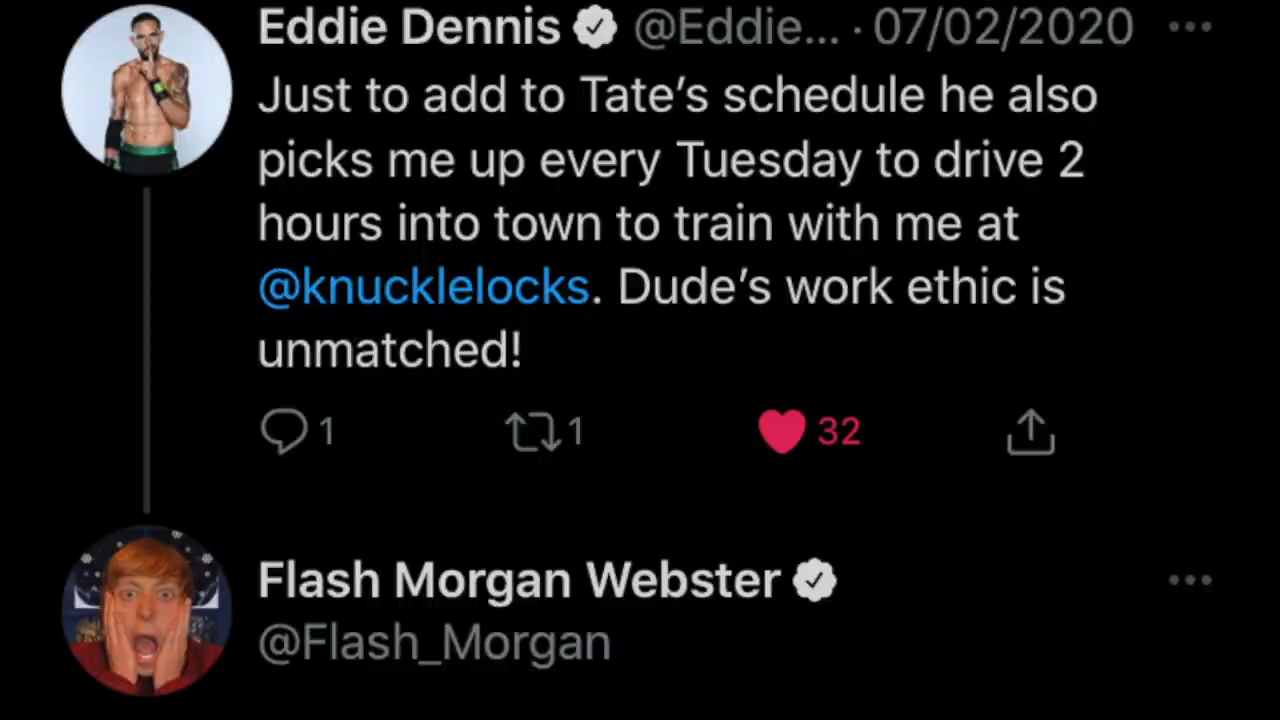 Eddie Dennis @Eddie... · 07/02/2020
Just to add to Tate’s schedule he also
picks me up every Tuesday to drive 2
hours into town to train with me at
@knucklelocks. Dude’s work ethic is
unmatched!
1 1 32
Flash Morgan Webster
@Flash_Morgan